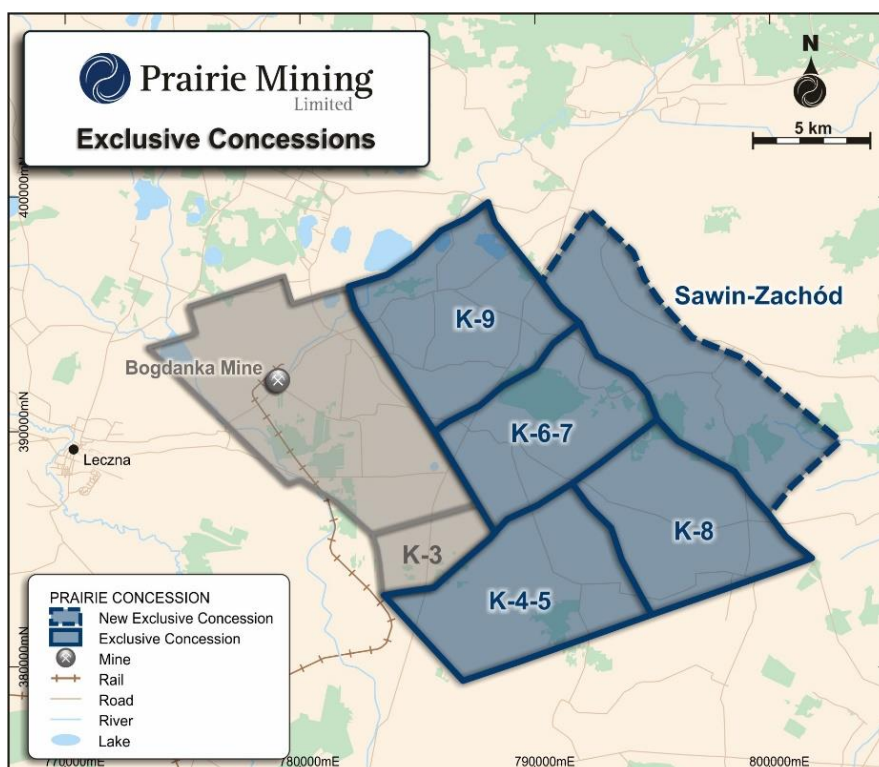 Prairie Mining
Limited
Exclusive Concessions
N
5 km
400000mN
390000mN
380000mN
Sawin-Zachód
K-9
Bogdanka Mine
K-6-7
Leczna
K-8
K-3
K-4-5
PRAIRIE CONCESSION
New Exclusive Concession
Exclusive Concession
Mine
Rail
Road
River
Lake
770000mE
780000mE
790000mE
800000mE